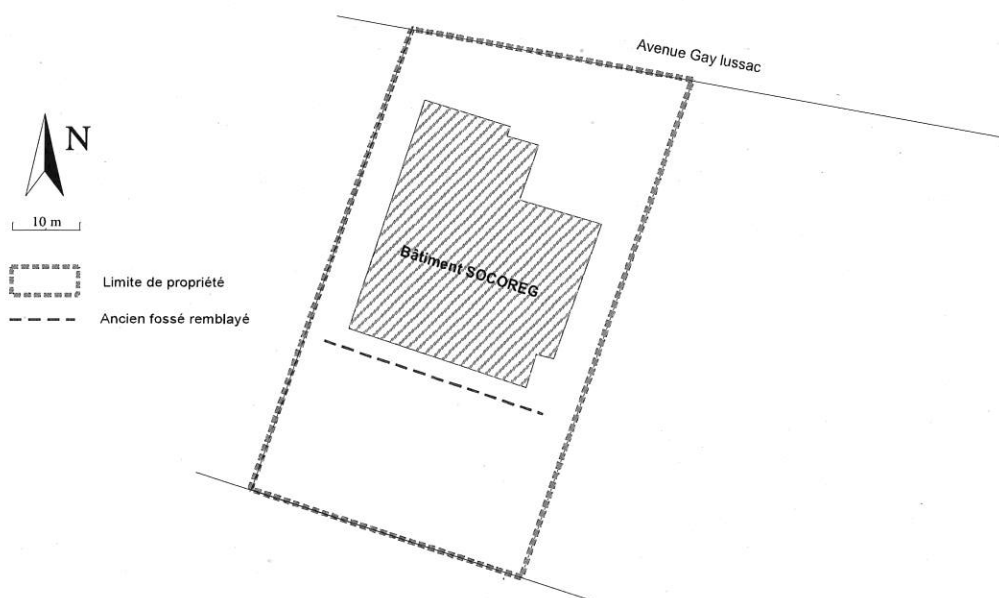 Avenue Gay lussac
N
10 m
Limite de propriété
Ancien fossé remblayé
Bâtiment SOCOREG